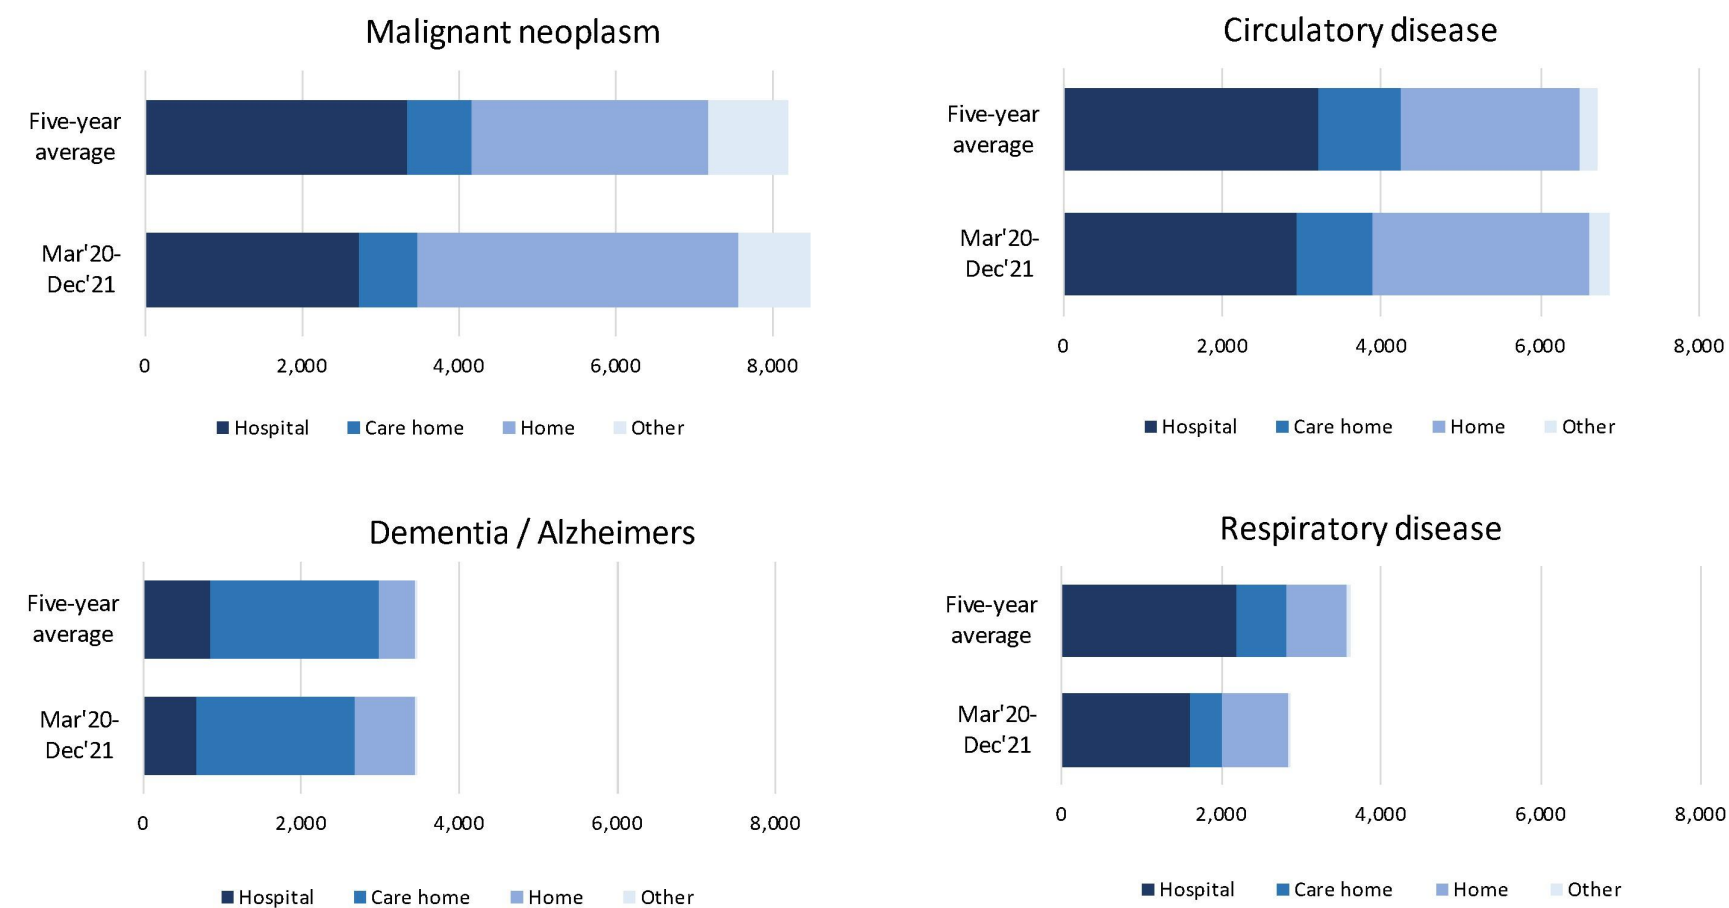 Malignant neoplasm
Five-year
average
Mar'20-
Dec'21
0 2,000 4,000 6,000 8,000
Hospital Care home Home Other
Circulatory disease
Five-year
average
Mar'20-
Dec'21
0 2,000 4,000 6,000 8,000
Hospital Care home Home Other
Dementia / Alzheimers
Five-year
average
Mar'20-
Dec'21
0 2,000 4,000 6,000 8,000
Hospital Care home Home Other
Respiratory disease
Five-year
average
Mar'20-
Dec'21
0 2,000 4,000 6,000 8,000
Hospital Care home Home Other